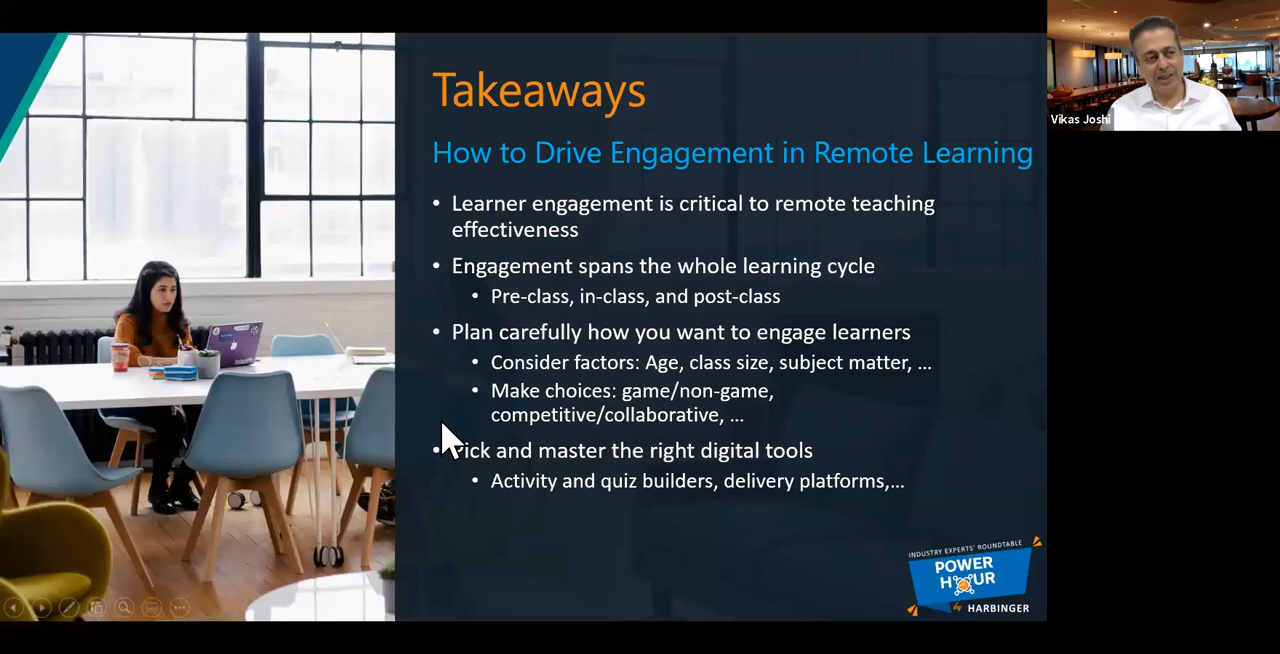 Takeaways
How to Drive Engagement in Remote Learning
• Learner engagement is critical to remote teaching
effectiveness
• Engagement spans the whole learning cycle
• Pre-class, in-class, and post-class
• Plan carefully how you want to engage learners
• Consider factors: Age, class size, subject matter, ...
• Make choices: game/non-game,
competitive/collaborative, ...
• Pick and master the right digital tools
• Activity and quiz builders, delivery platforms,...
INDUSTRY EXPERTS' ROUNDTABLE
POWER
HOUR
by HARBINGER
Vikas Joshi